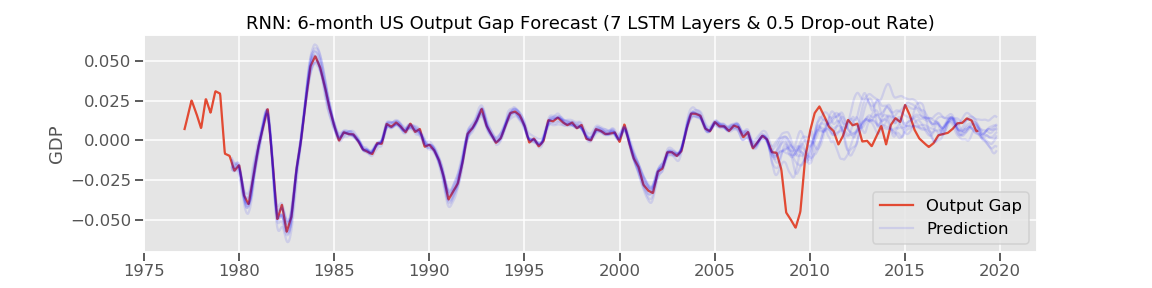 RNN: 6-month US Output Gap Forecast (7 LSTM Layers & 0.5 Drop-out Rate)
0.050
0.025
0.000
−0.025
−0.050
GDP
Output Gap
Prediction
1975 1980 1985 1990 1995 2000 2005 2010 2015 2020